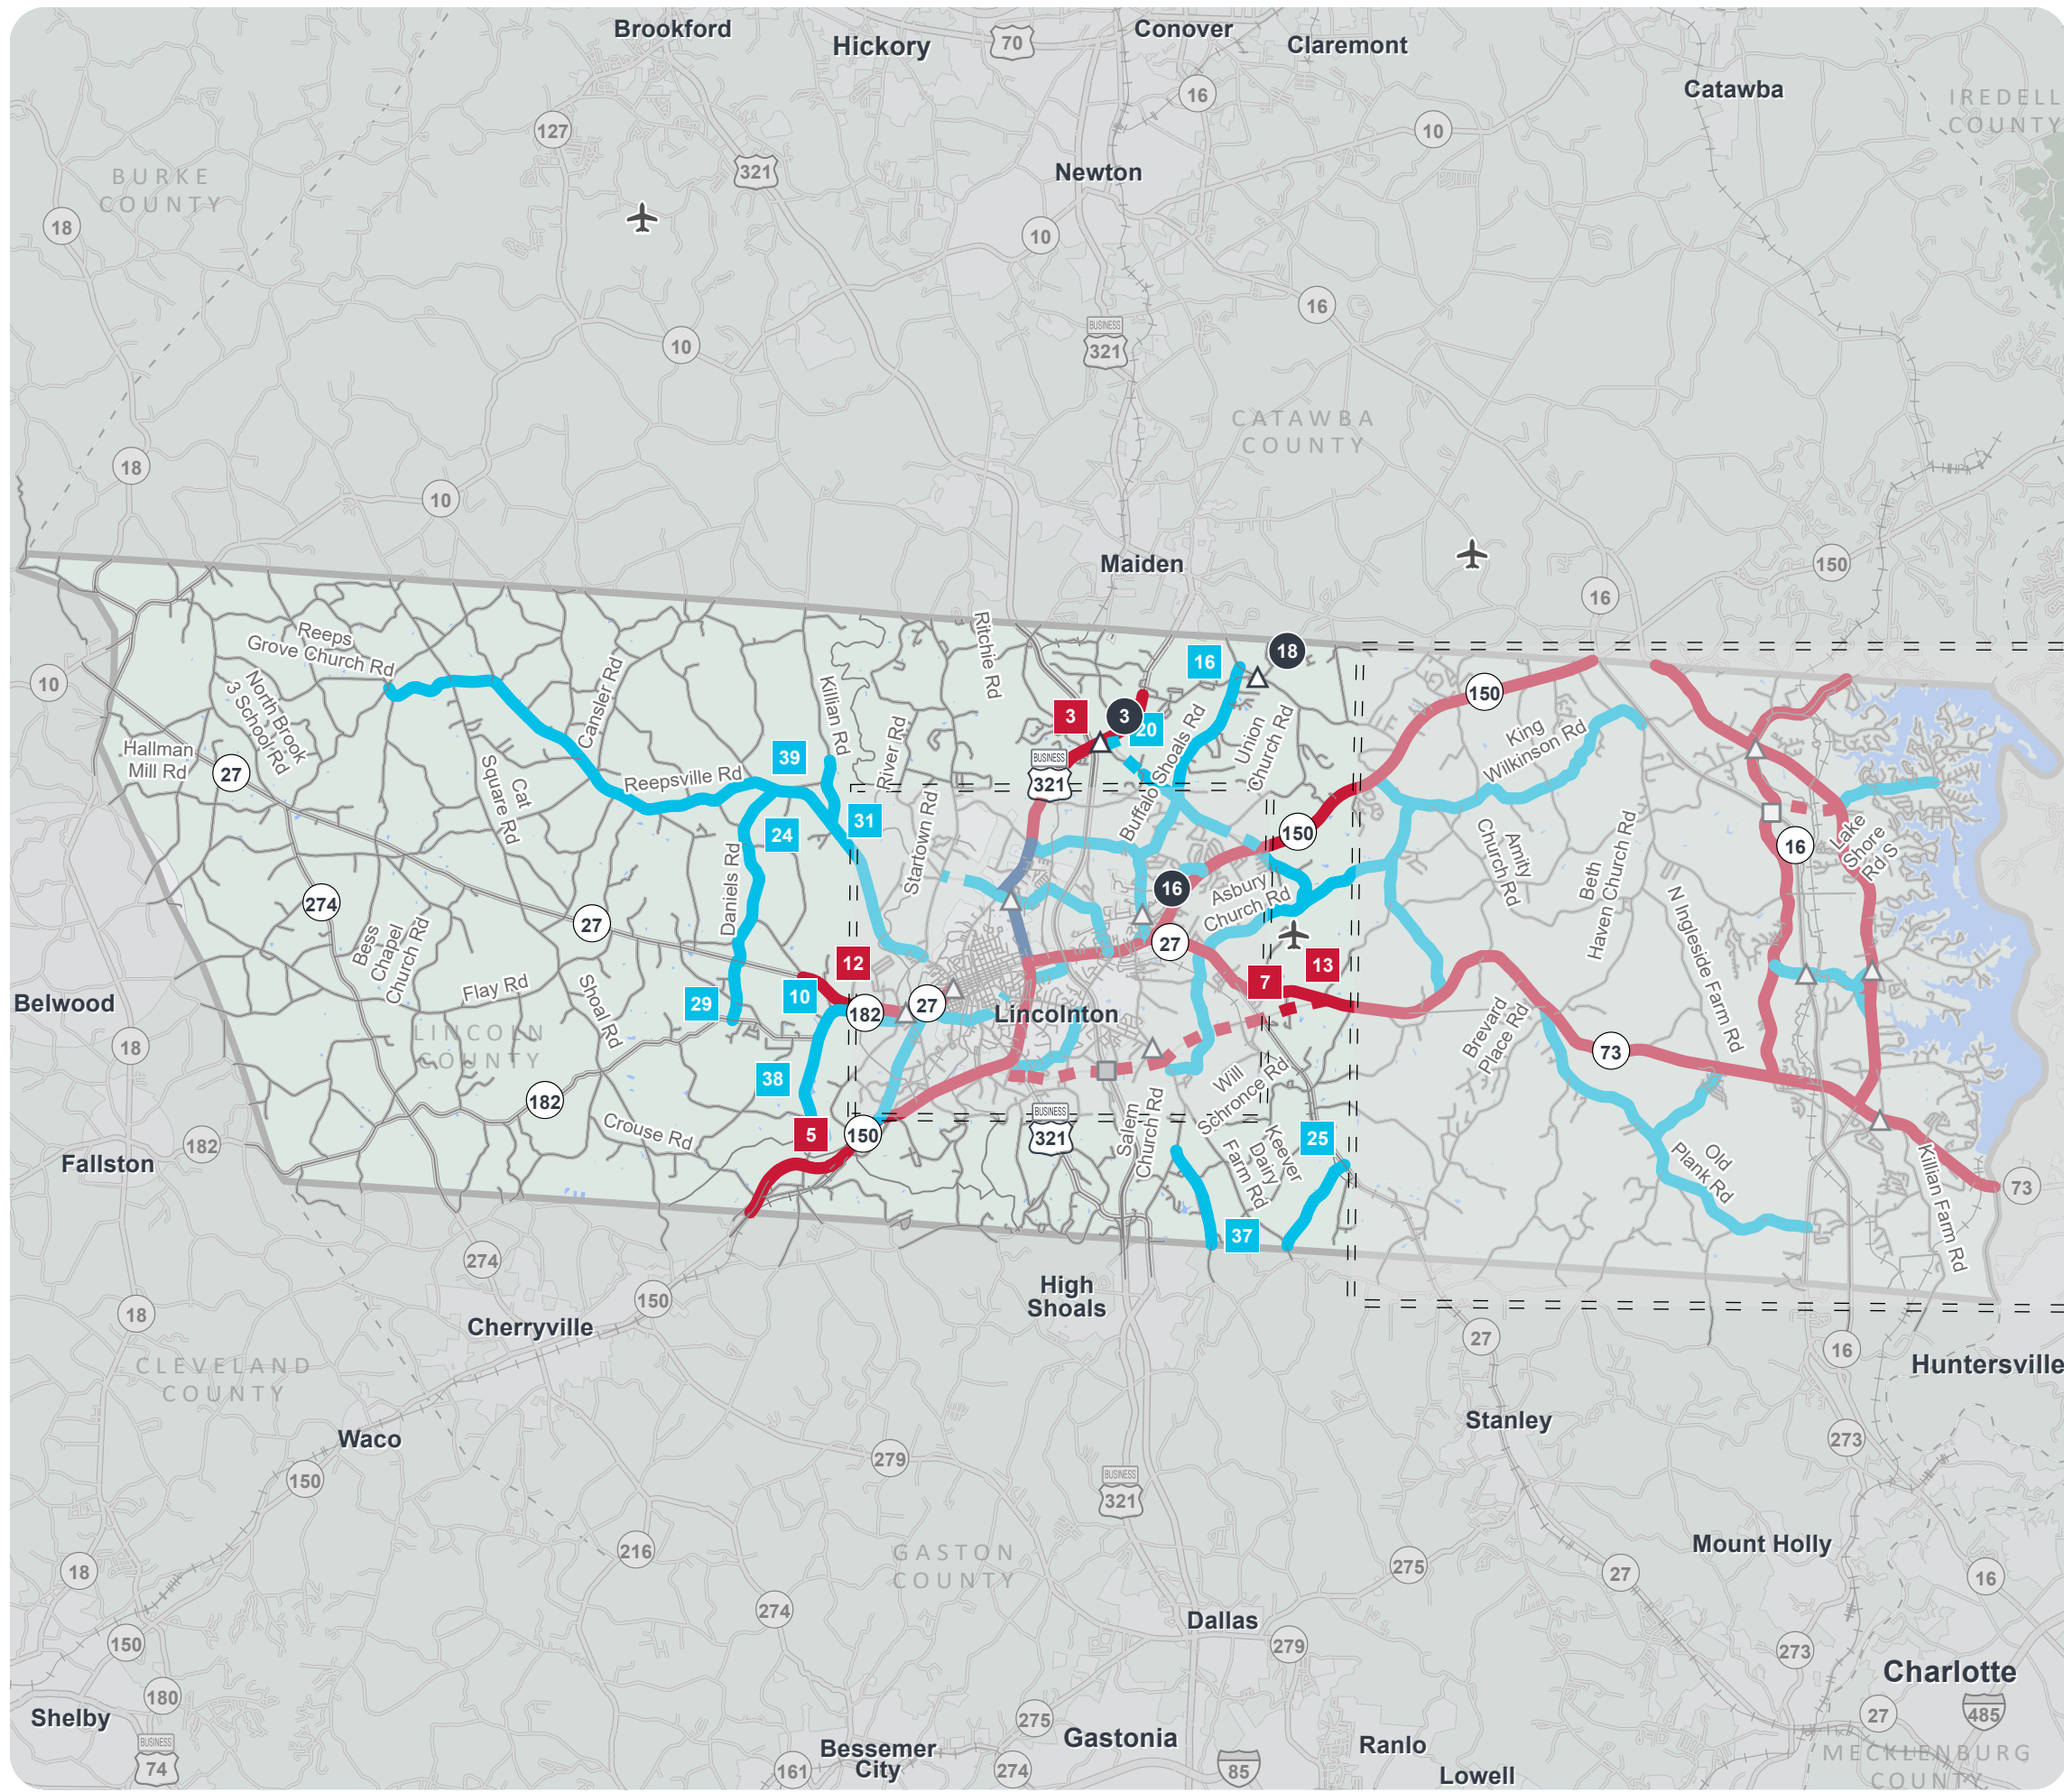 Brookford
Hickory
70
Conover
Claremont
Catawba
IREDELL
COUNTY
16
127
10
BURKE
COUNTY
321
Newton
18
10
16
10
BUSINESS
321
CATAWBA
COUNTY
18
10
Maiden
150
16
Reeps
Grove Church Rd
10
North Brook
3 School Rd
Cansler Rd
Killian Rd
River Rd
Ritchie Rd
16
18
3
3
20
Buffalo Shoals Rd
Union
Church Rd
150
King
Wilkinson Rd
Hallman
Mill Rd
27
39
Reepsville Rd
BUSINESS
321
Cat
Square Rd
24
31
Startown Rd
150
16
Lake
Shore
Rd S
Amity
Church Rd
Beth
Haven Church Rd
Daniels Rd
16
Asbury
Church Rd
274
27
Bess
Chapel
Church Rd
N Ingleside Farm Rd
27
12
13
7
Flay Rd
Shoal Rd
10
29
182
27
Lincolnton
Belwood
LINCOLN
COUNTY
18
Brevard
Place Rd
73
38
182
Will
Schronce Rd
Crouse Rd
5
150
BUSINESS
321
Salem
Church Rd
Keever
Dairy
Farm Rd
25
Old
Plank Rd
Killian Farm Rd
182
Fallston
73
37
274
High
Shoals
150
18
Cherryville
27
16
Huntersville
CLEVELAND
COUNTY
Stanley
Waco
279
273
150
BUSINESS
321
216
GASTON
COUNTY
Mount Holly
18
275
27
16
274
Dallas
279
150
273
Charlotte
180
Shelby
275
27
485
BUSINESS
74
Gastonia
Ranlo
Bessemer
City
161
274
85
Lowell
MECKLENBURG
COUNTY